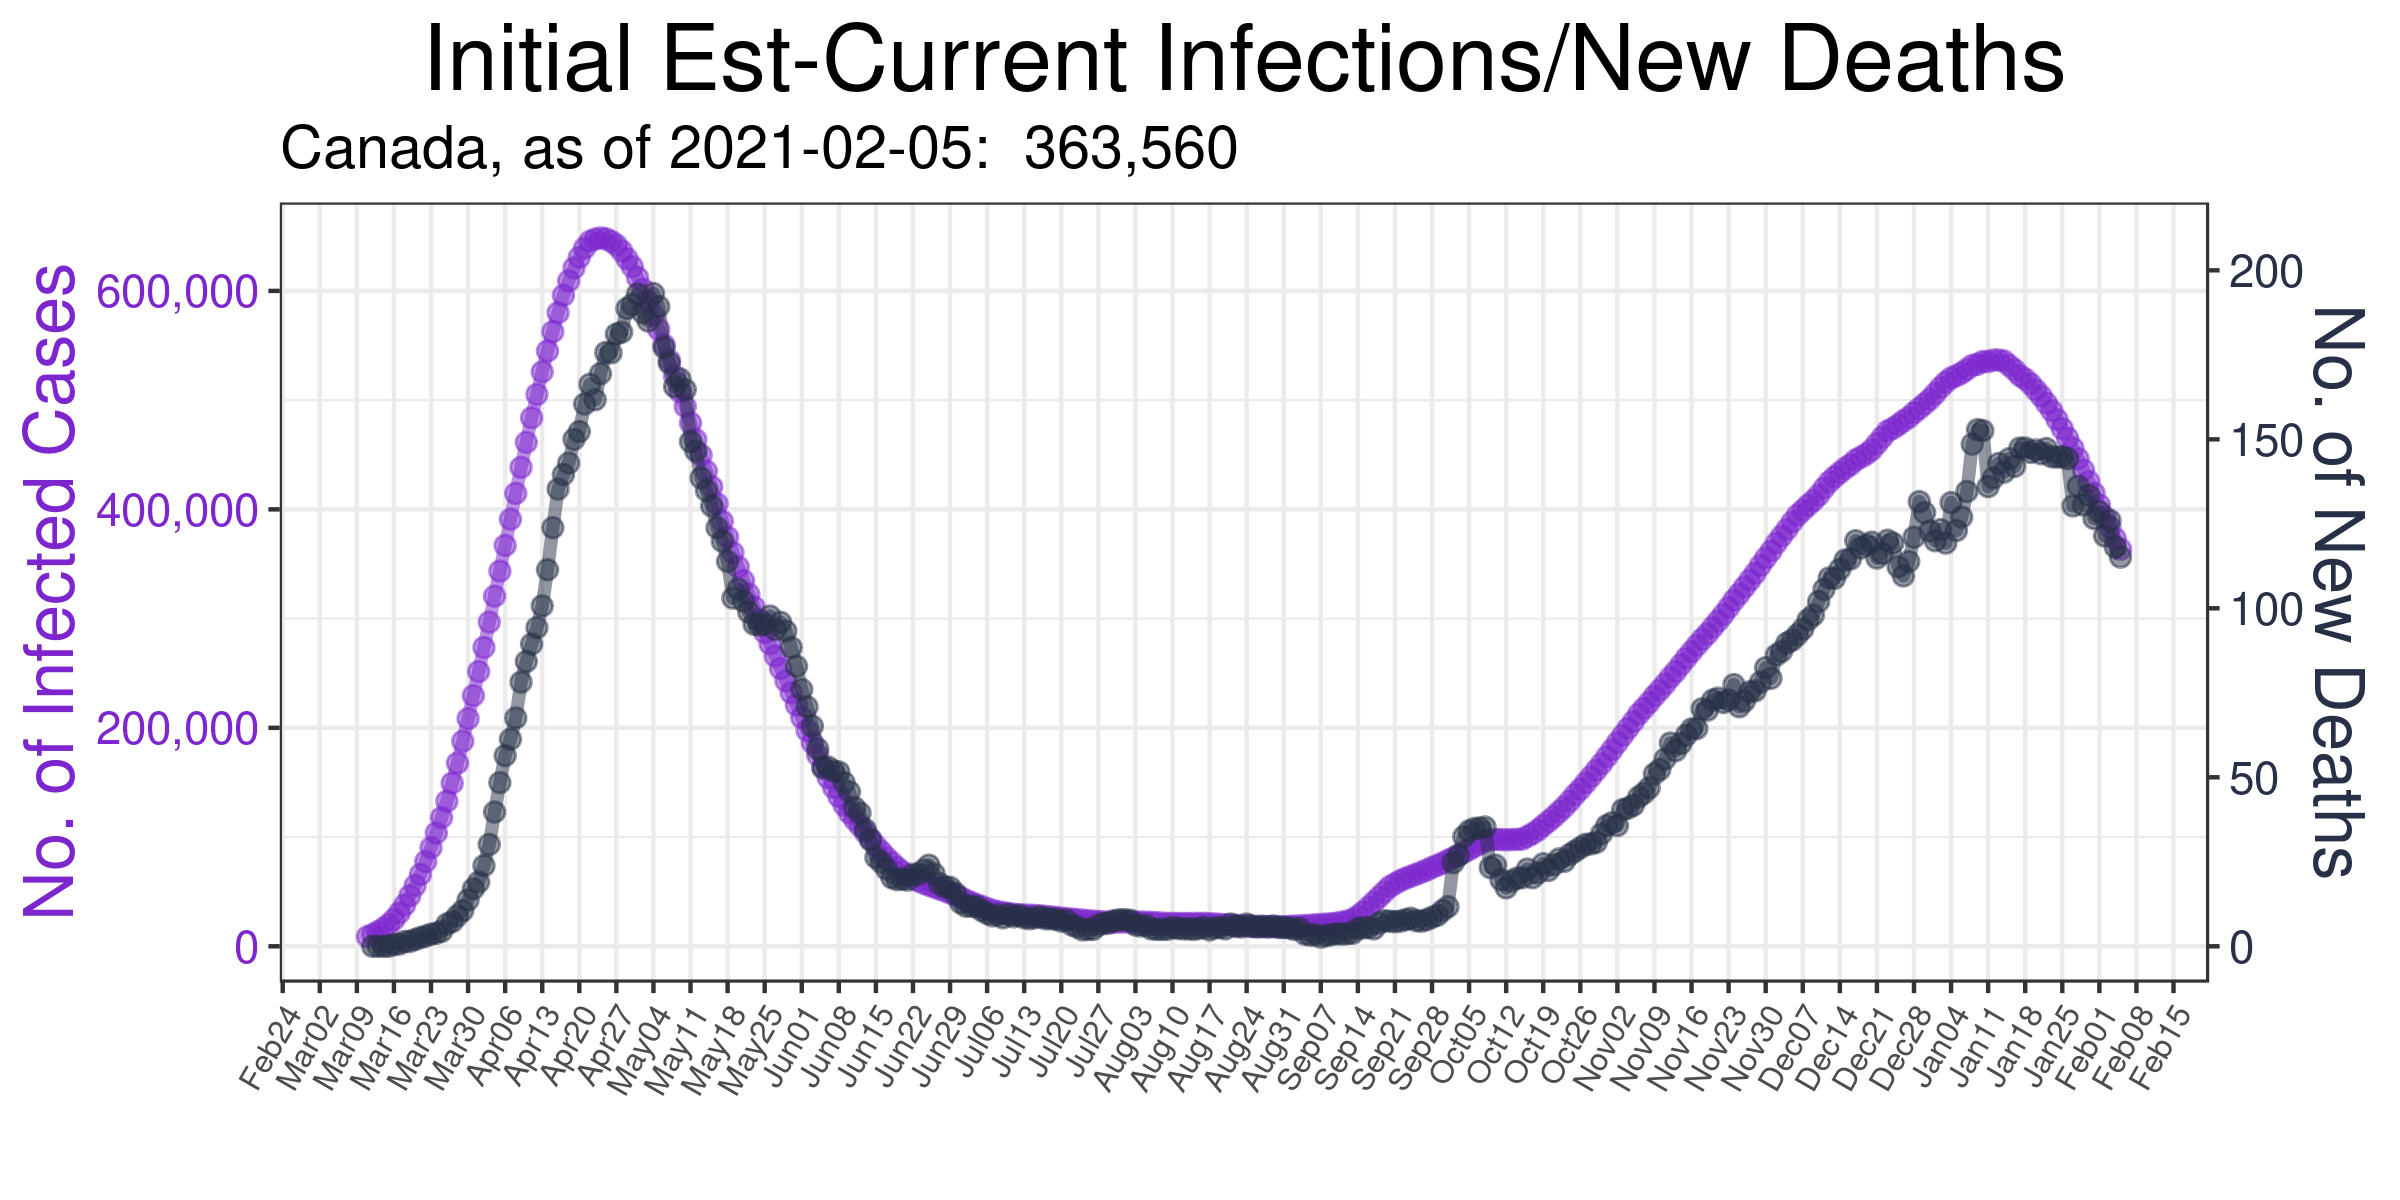 Initial Est-Current Infections/New Deaths
Canada, as of 2021-02-05:  363,560
No. of Infected Cases
600,000
400,000
200,000
0
200
150
100
50
0
No. of New Deaths
Feb24
Mar02
Mar09
Mar16
Mar23
Mar30
Apr06
Apr13
Apr20
Apr27
May04
May11
May18
May25
Jun01
Jun08
Jun15
Jun22
Jun29
Jul06
Jul13
Jul20
Jul27
Aug03
Aug10
Aug17
Aug24
Aug31
Sep07
Sep14
Sep21
Sep28
Oct05
Oct12
Oct19
Oct26
Nov02
Nov09
Nov16
Nov23
Nov30
Dec07
Dec14
Dec21
Dec28
Jan04
Jan11
Jan18
Jan25
Feb01
Feb08
Feb15